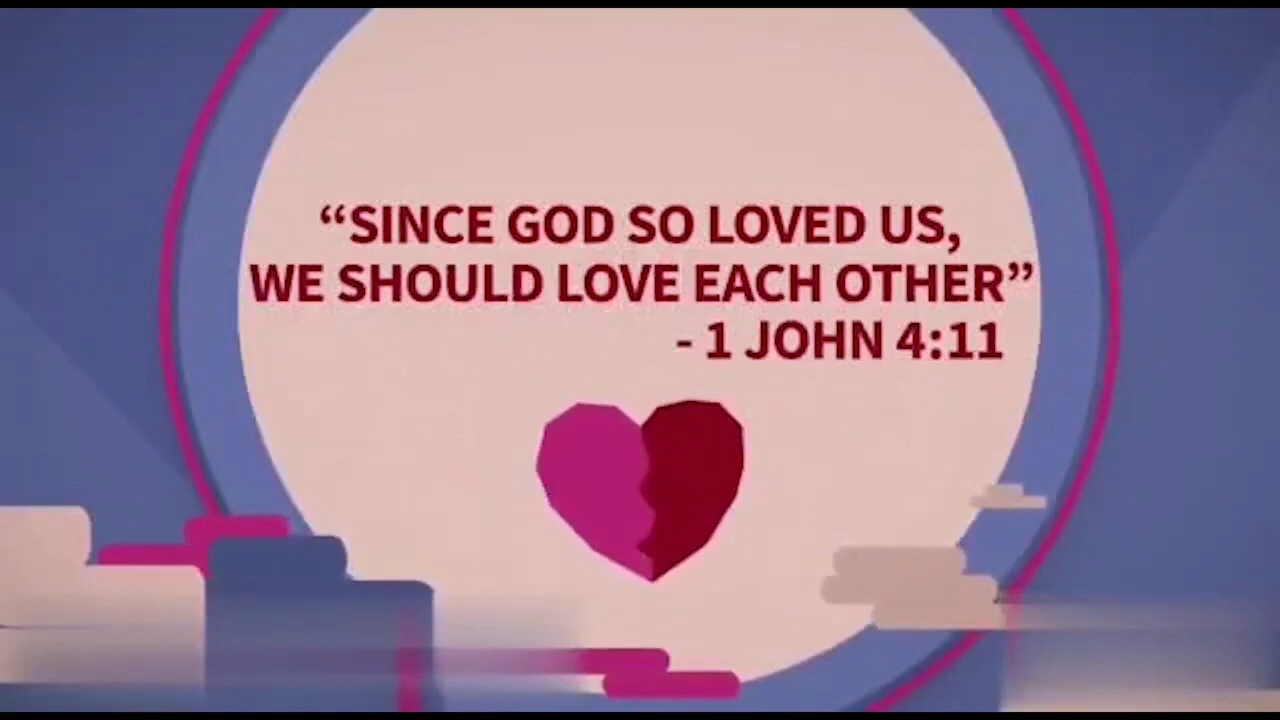 “SINCE GOD SO LOVED US,
WE SHOULD LOVE EACH OTHER”
- 1 JOHN 4:11